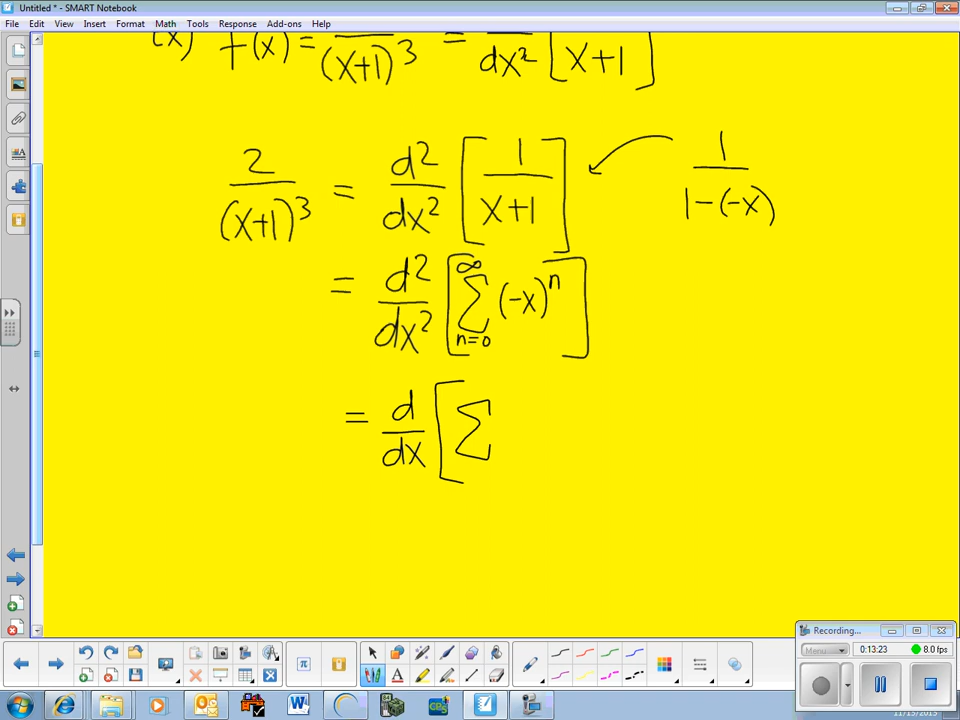 Untitled * - SMART Notebook
File Edit View Insert Format Math Tools Response Add-ons Help
(x) f(x) = (x+1)³ = dx² [x+1]
2/(x+1)³ = d²/dx² [1/(x+1)] 1/(1-(-x))
= d²/dx² [∑ n=0 ∞ (-x)ⁿ]
= d/dx [∑
Recording...
Menu
0:13:23 8.0 fps